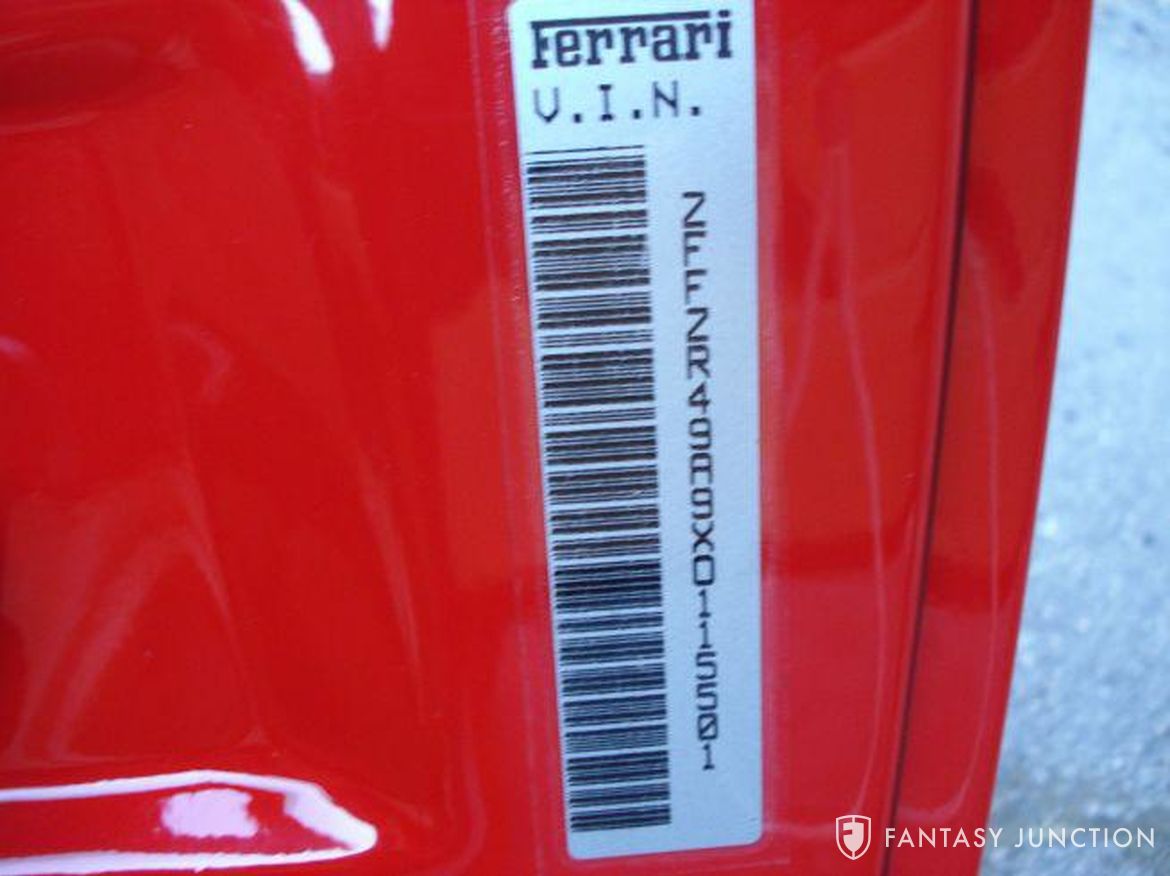 Ferrari
V.I.N.
ZFFZR49A9X0115501
FANTASY JUNCTION